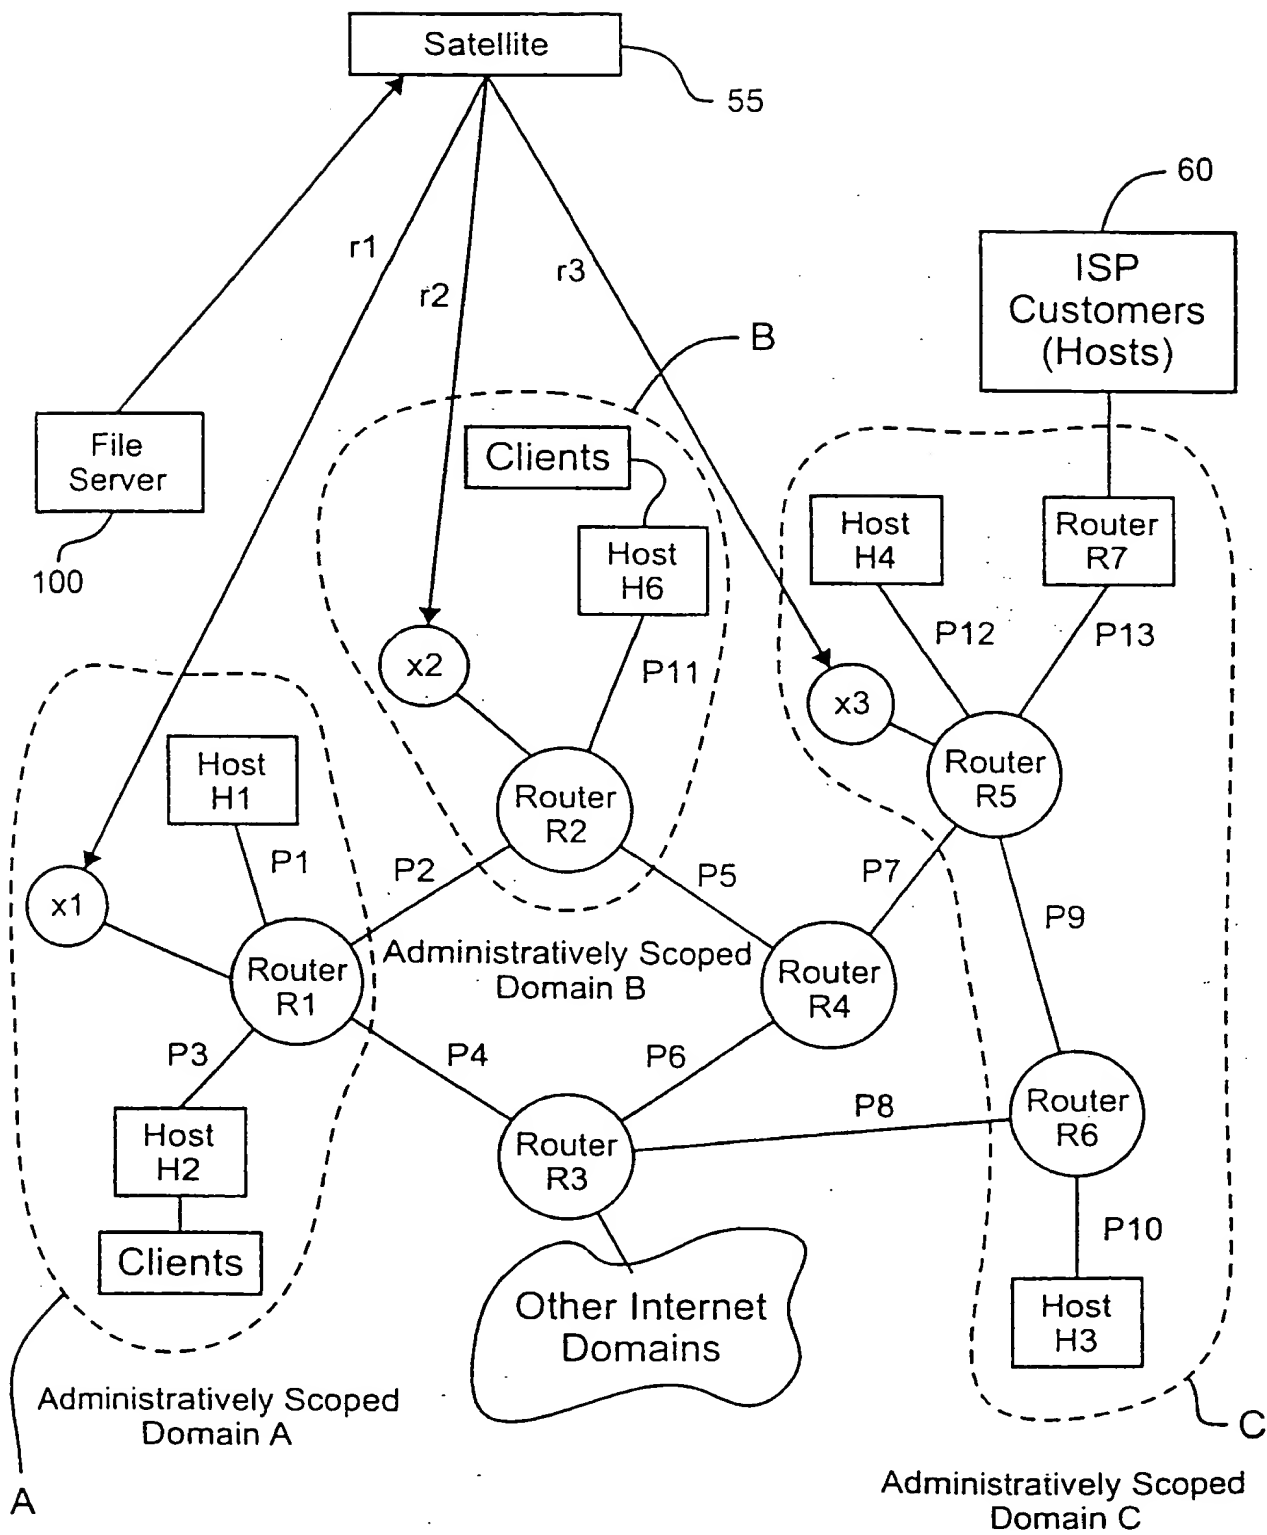 Satellite
55
60
r1
r2
r3
ISP
Customers
(Hosts)
B
File
Server
100
Clients
Host
H6
Host
H4
Router
R7
P12
P13
x2
P11
x3
Host
H1
Router
R2
Router
R5
P1
P2
P5
P7
x1
P9
Administratively Scoped
Domain B
Router
R1
Router
R4
P3
P4
P6
P8
Router
R6
Host
H2
Router
R3
P10
Clients
Other Internet
Domains
Host
H3
Administratively Scoped
Domain A
C
A
Administratively Scoped
Domain C